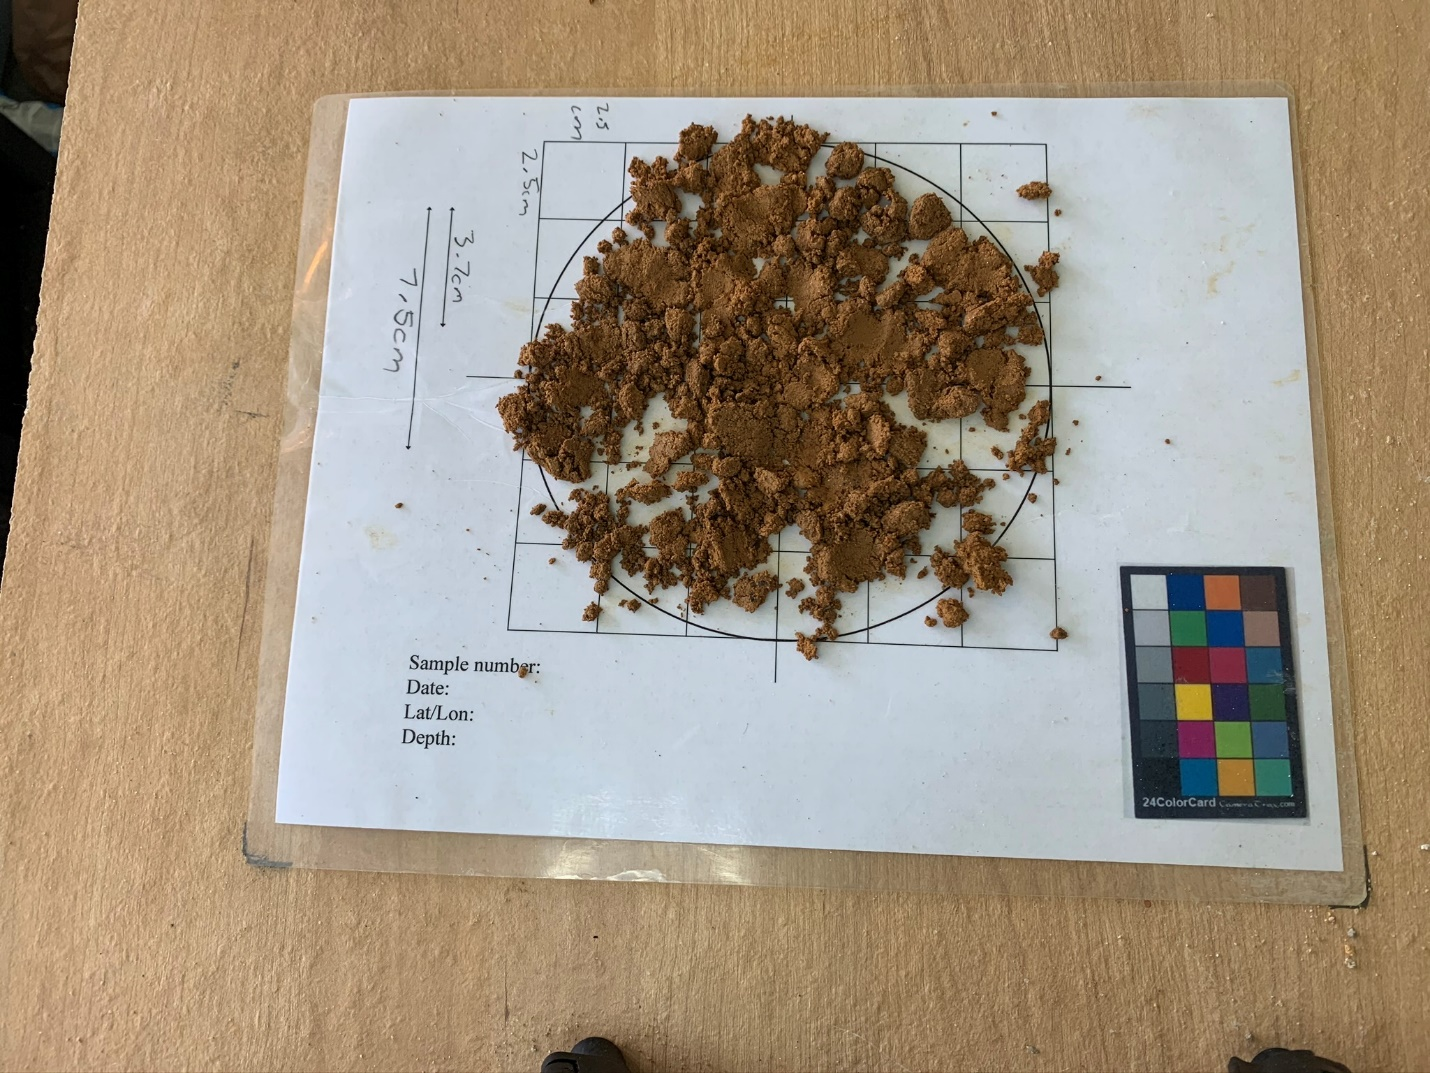 2.5
cm
2.5cm
3.7cm
7.5cm
Sample number:
Date:
Lat/Lon:
Depth:
24ColorCard